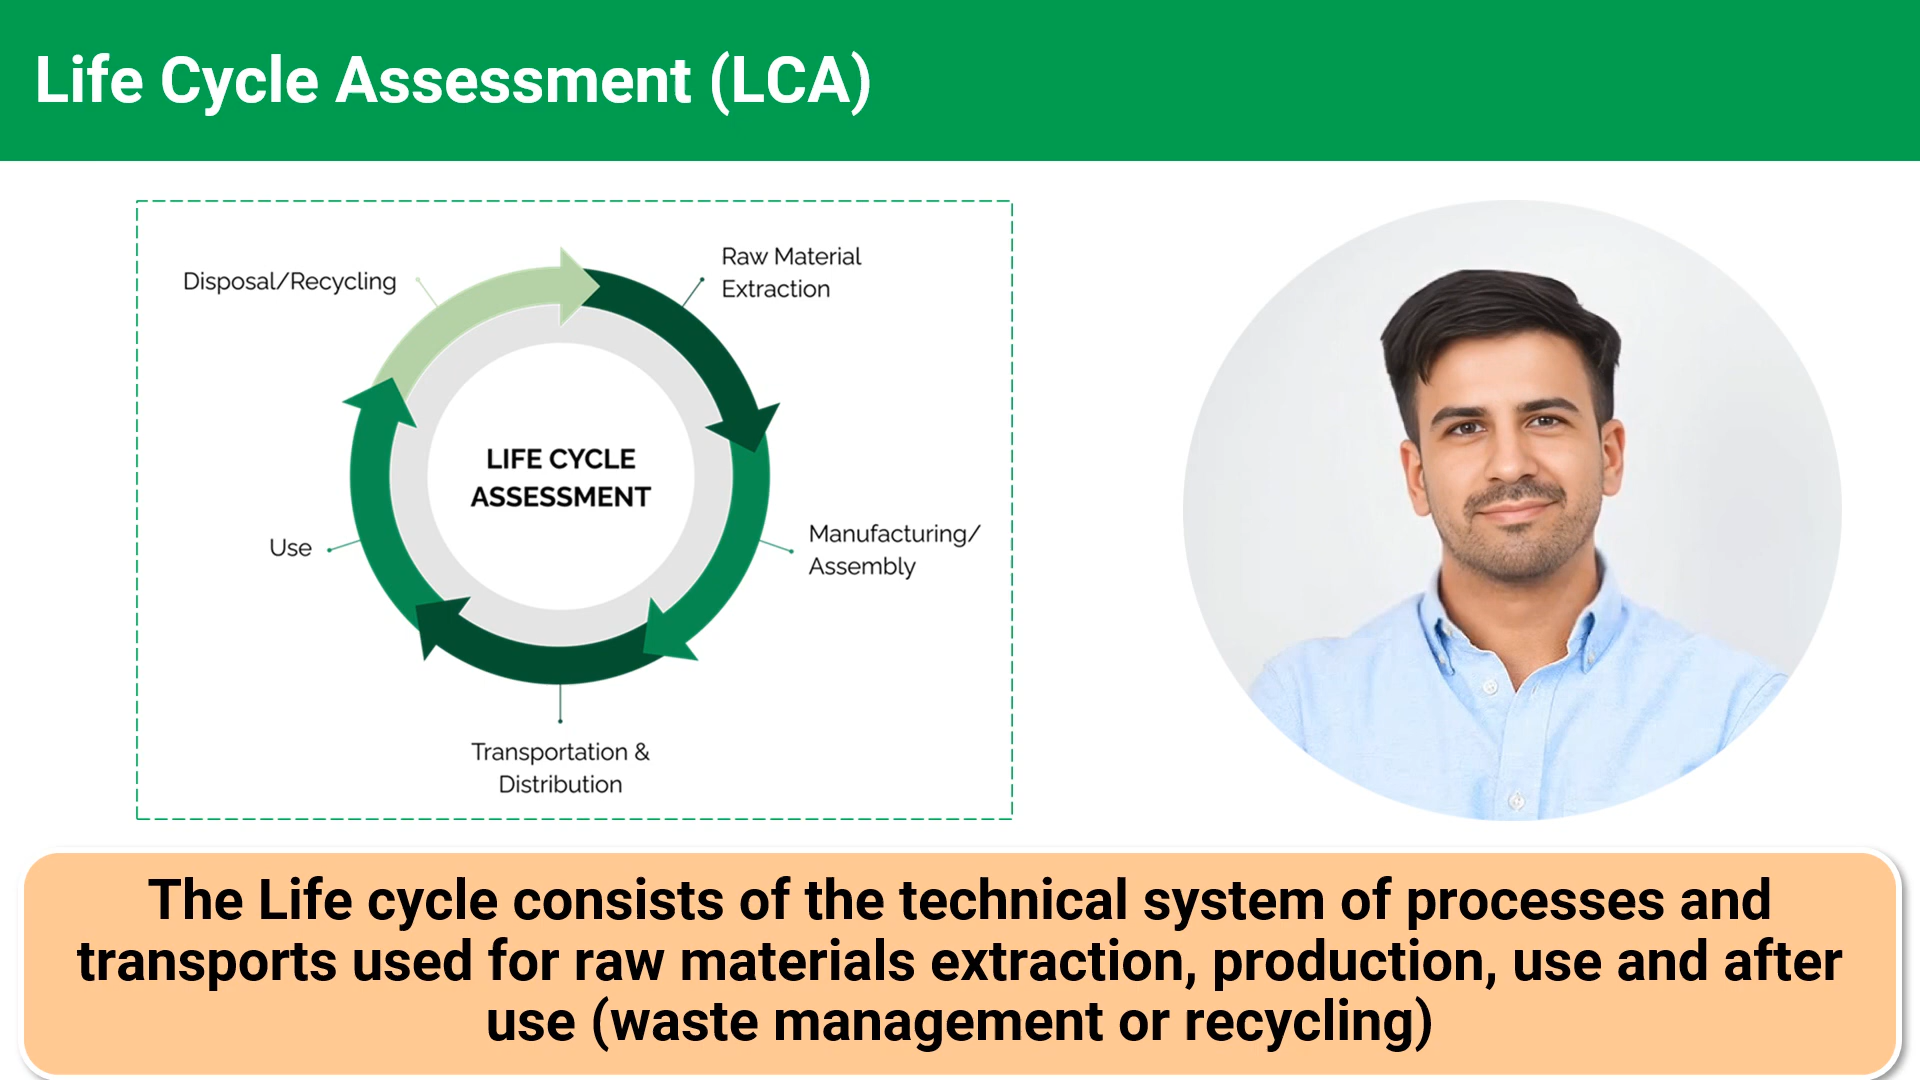 Life Cycle Assessment (LCA)
Disposal/Recycling
Raw Material
Extraction
LIFE CYCLE
ASSESSMENT
Use
Manufacturing/
Assembly
Transportation &
Distribution
The Life cycle consists of the technical system of processes and
transports used for raw materials extraction, production, use and after
use (waste management or recycling)